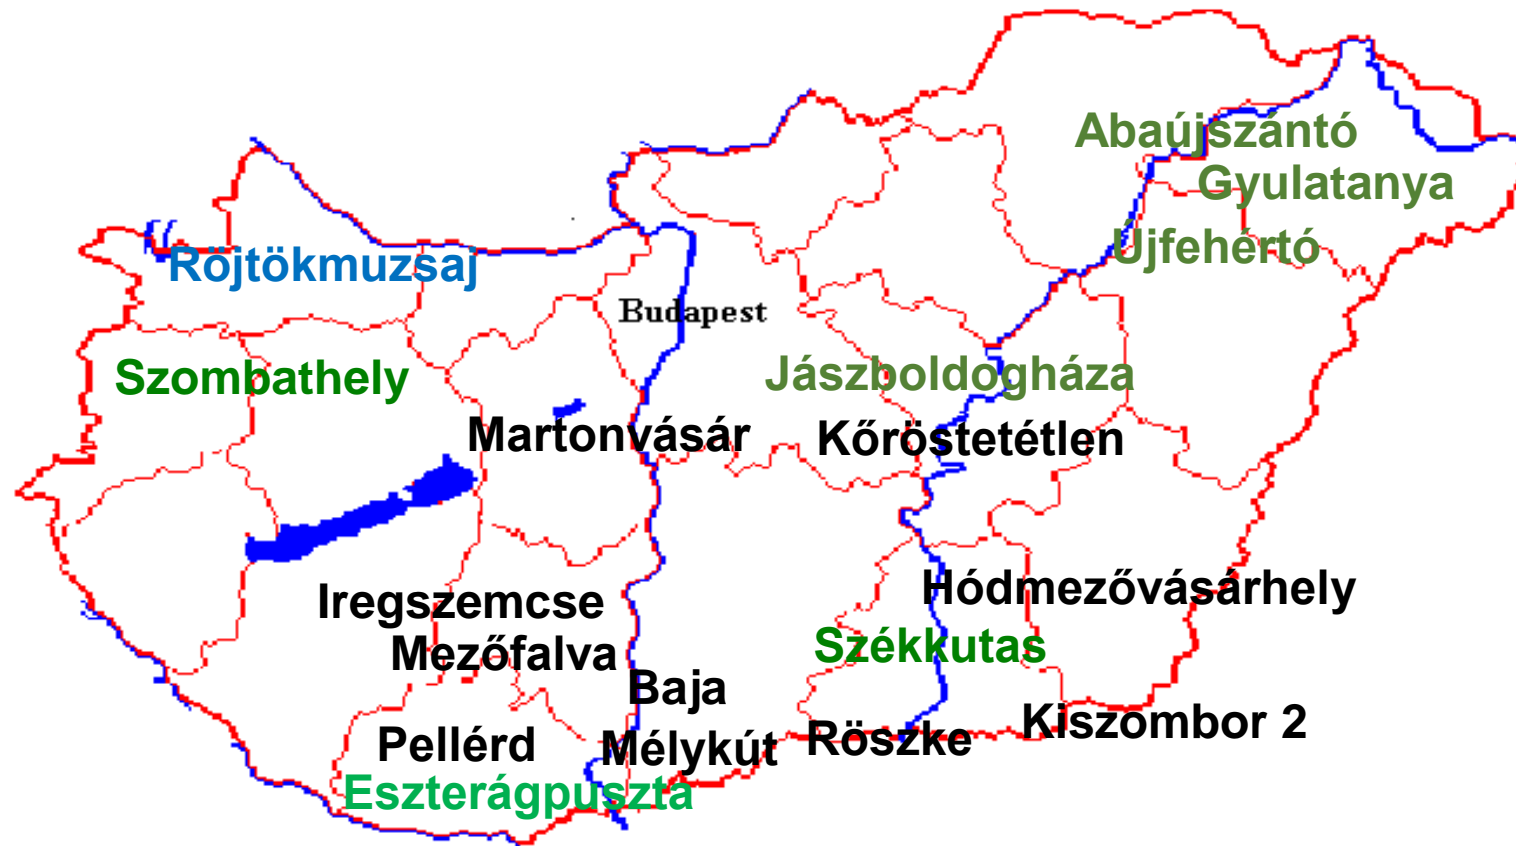 Abaújszántó
Gyulatanya
Újfehértó
Röjtökmuzsaj
Budapest
Szombathely
Jászboldogháza
Martonvásár
Kőröstetétlen
Iregszemcse
Hódmezővásárhely
Mezőfalva
Székkutas
Baja
Pellérd
Mélykút
Röszke
Kiszombor 2
Eszterágpuszta